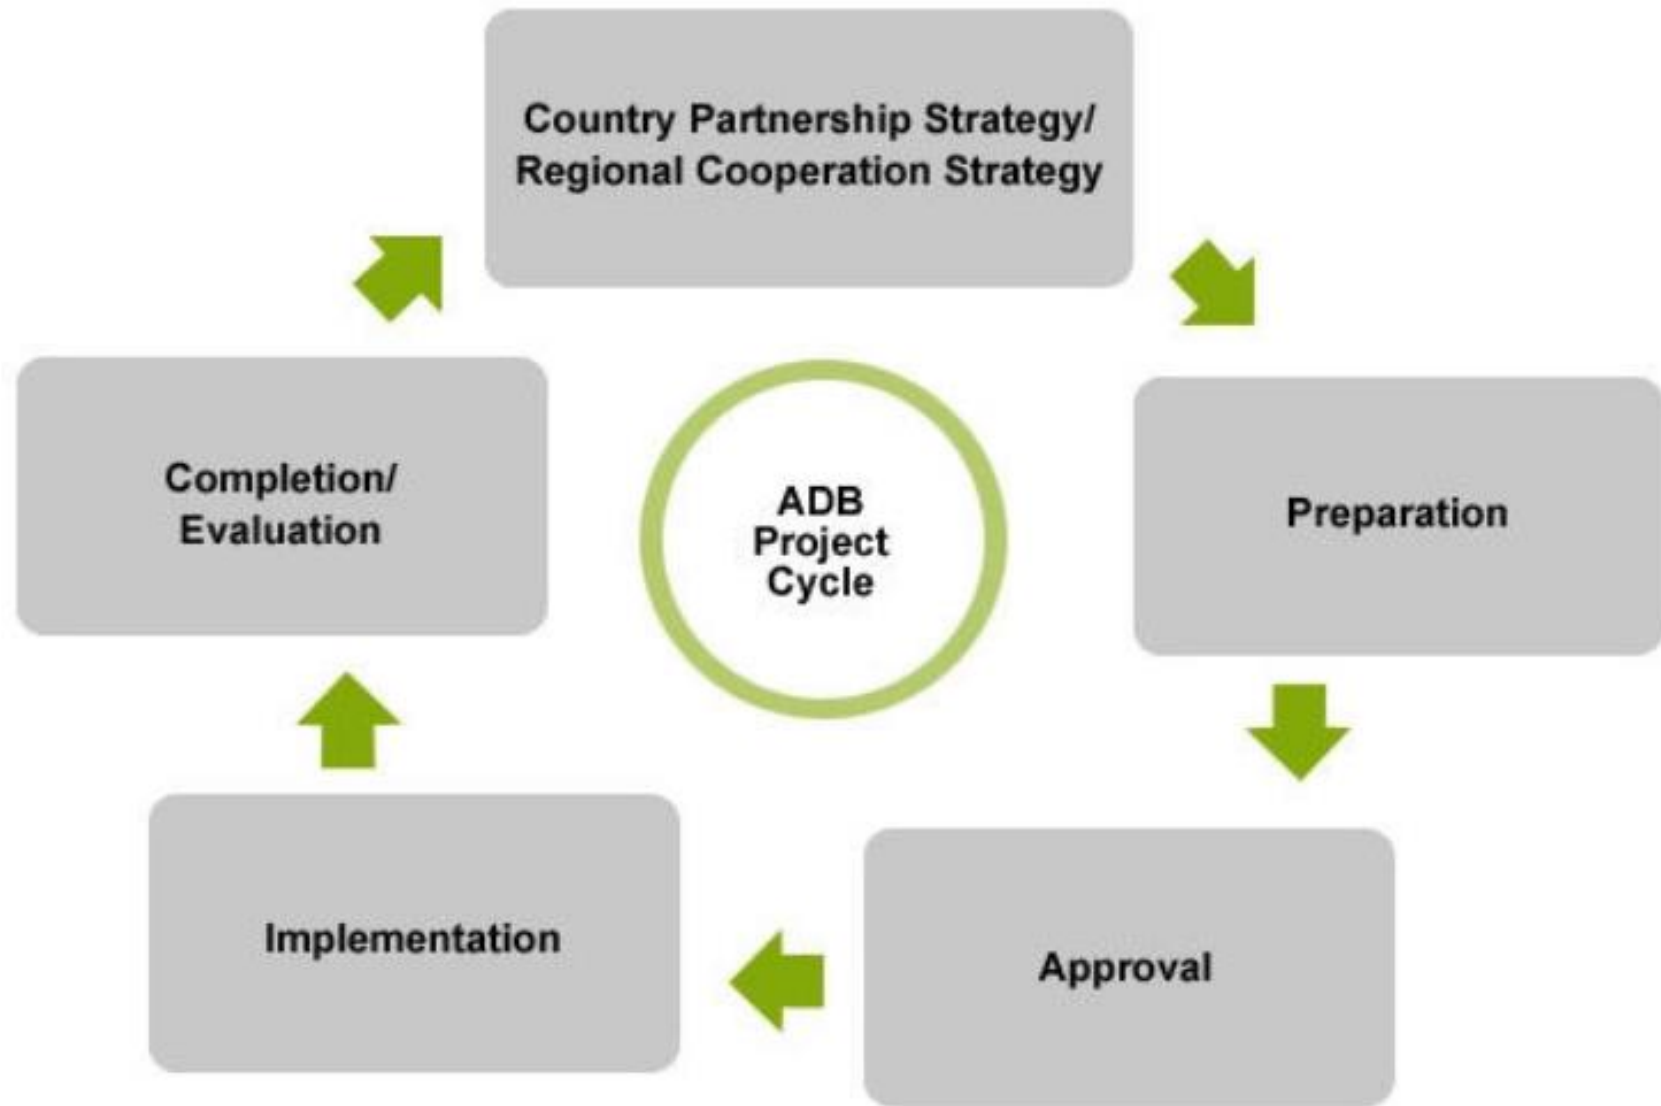 Country Partnership Strategy/
Regional Cooperation Strategy
Completion/
Evaluation
ADB
Project
Cycle
Preparation
Implementation
Approval